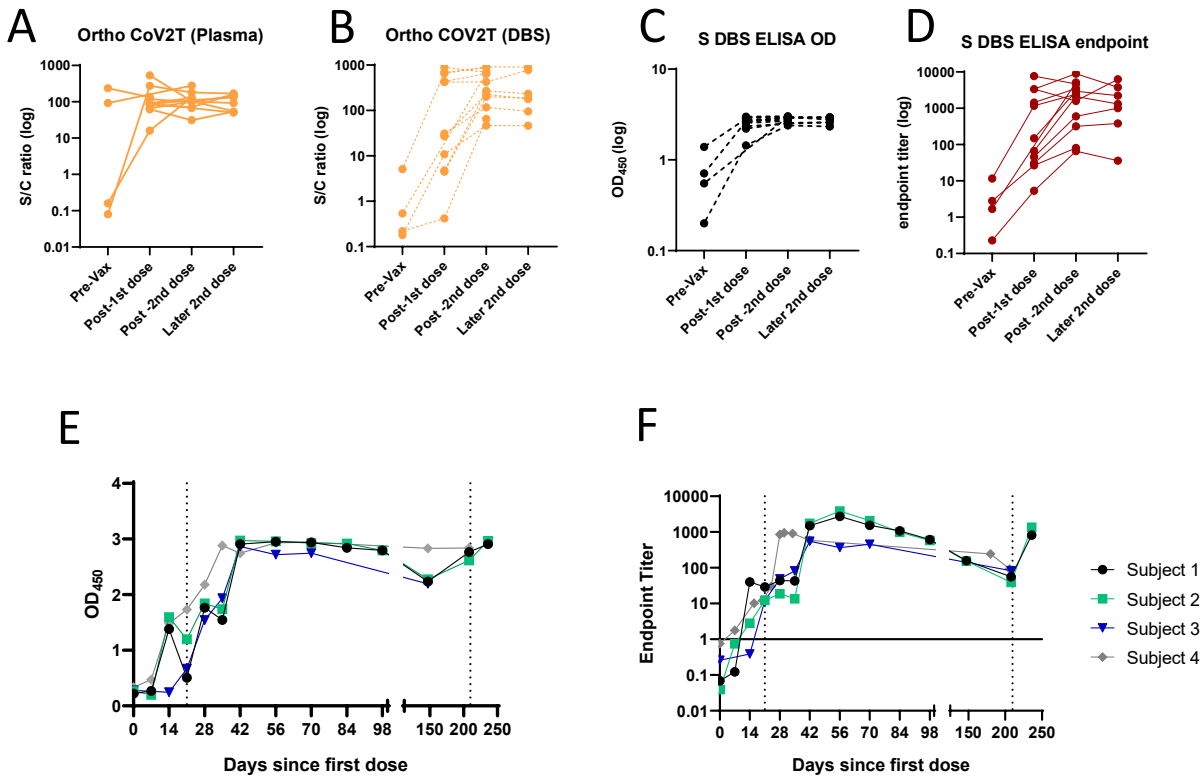 A
Ortho CoV2T (Plasma)
S/C ratio (log)
1000
100
10
1
0.1
0.01
Pre-Vax
Post-1st dose
Post -2nd dose
Later 2nd dose
B
Ortho COV2T (DBS)
S/C ratio (log)
1000
100
10
1
0.1
Pre-Vax
Post-1st dose
Post -2nd dose
Later 2nd dose
C
S DBS ELISA OD
OD450 (log)
10
1
0.1
Pre-Vax
Post-1st dose
Post -2nd dose
Later 2nd dose
D
S DBS ELISA endpoint
endpoint titer (log)
10000
1000
100
10
1
0.1
Pre-Vax
Post-1st dose
Post -2nd dose
Later 2nd dose
E
OD450
4
3
2
1
0
0 14 28 42 56 70 84 98 150 200 250
Days since first dose
F
Endpoint Titer
10000
1000
100
10
1
0.1
0.01
0 14 28 42 56 70 84 98 150 200 250
Days since first dose
Subject 1
Subject 2
Subject 3
Subject 4